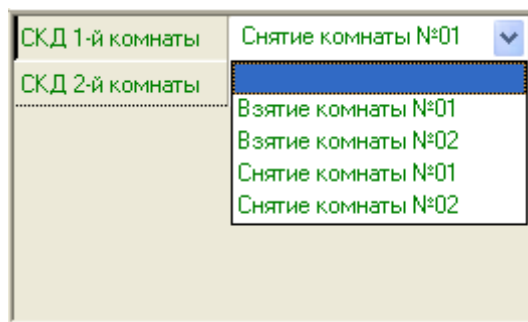 СКД 1-й комнаты Снятие комнаты №01
СКД 2-й комнаты
Взятие комнаты №01
Взятие комнаты №02
Снятие комнаты №01
Снятие комнаты №02